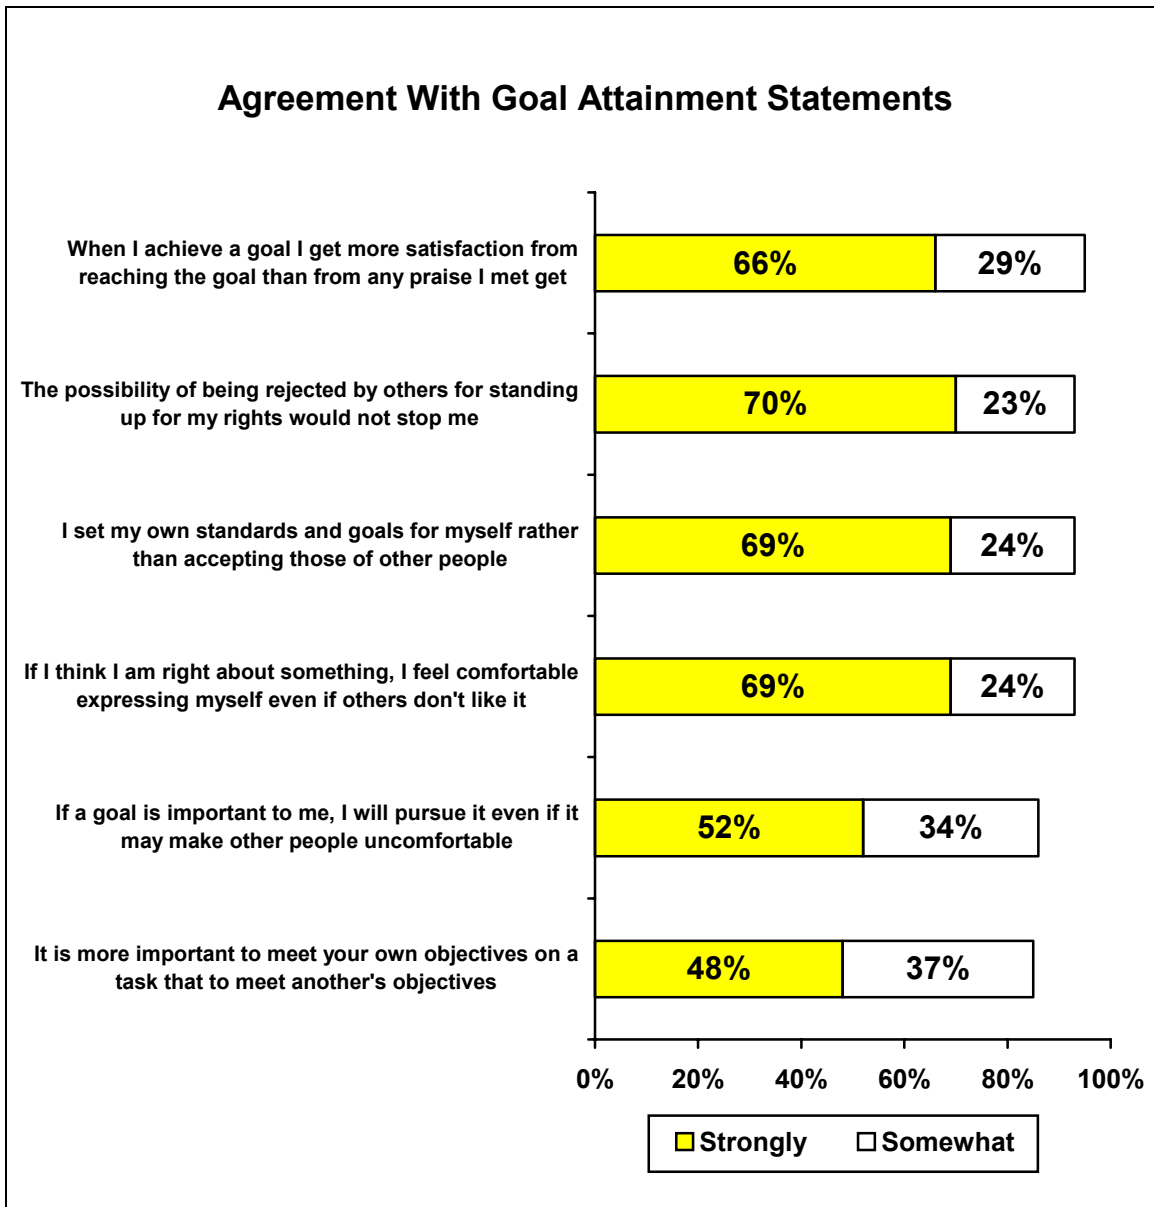 Agreement With Goal Attainment Statements
When I achieve a goal I get more satisfaction from
reaching the goal than from any praise I met get
66%
29%
The possibility of being rejected by others for standing
up for my rights would not stop me
70%
23%
I set my own standards and goals for myself rather
than accepting those of other people
69%
24%
If I think I am right about something, I feel comfortable
expressing myself even if others don't like it
69%
24%
If a goal is important to me, I will pursue it even if it
may make other people uncomfortable
52%
34%
It is more important to meet your own objectives on a
task that to meet another's objectives
48%
37%
0% 20% 40% 60% 80% 100%
Strongly Somewhat